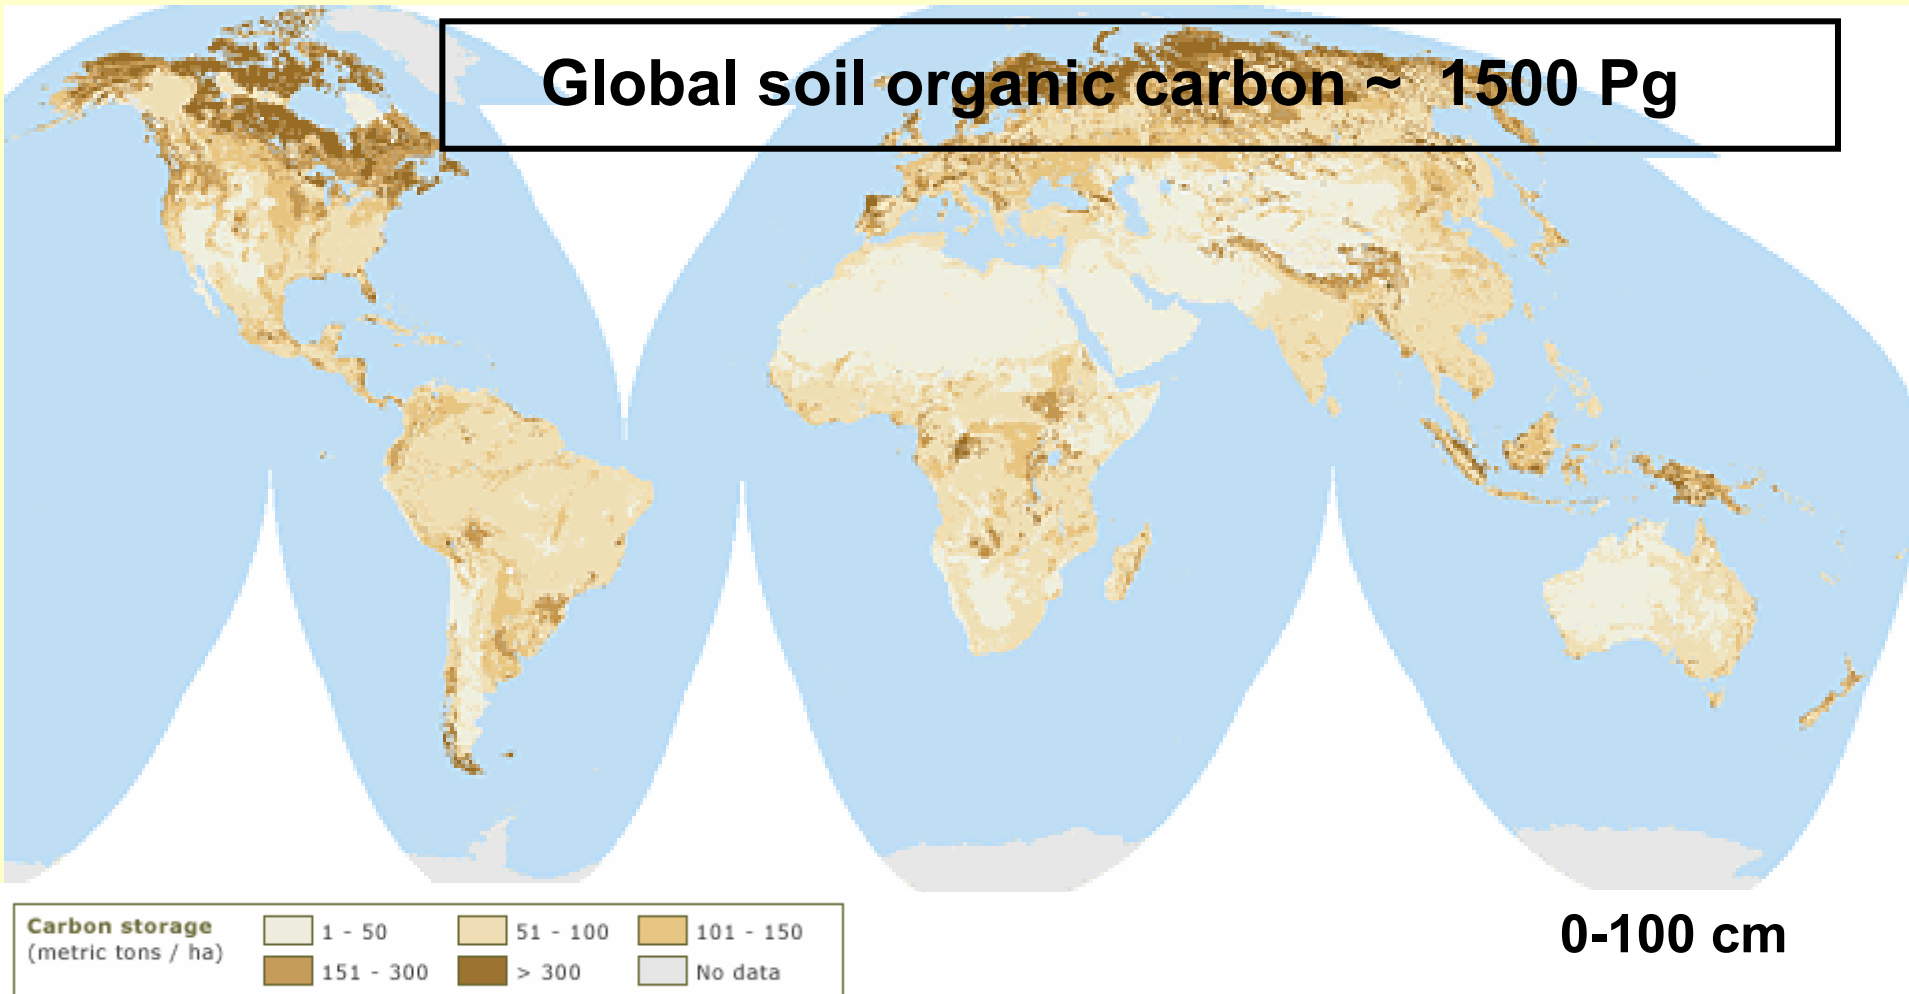 Global soil organic carbon ~ 1500 Pg
Carbon storage
(metric tons / ha)
1 - 50
51 - 100
101 - 150
151 - 300
> 300
No data
0-100 cm